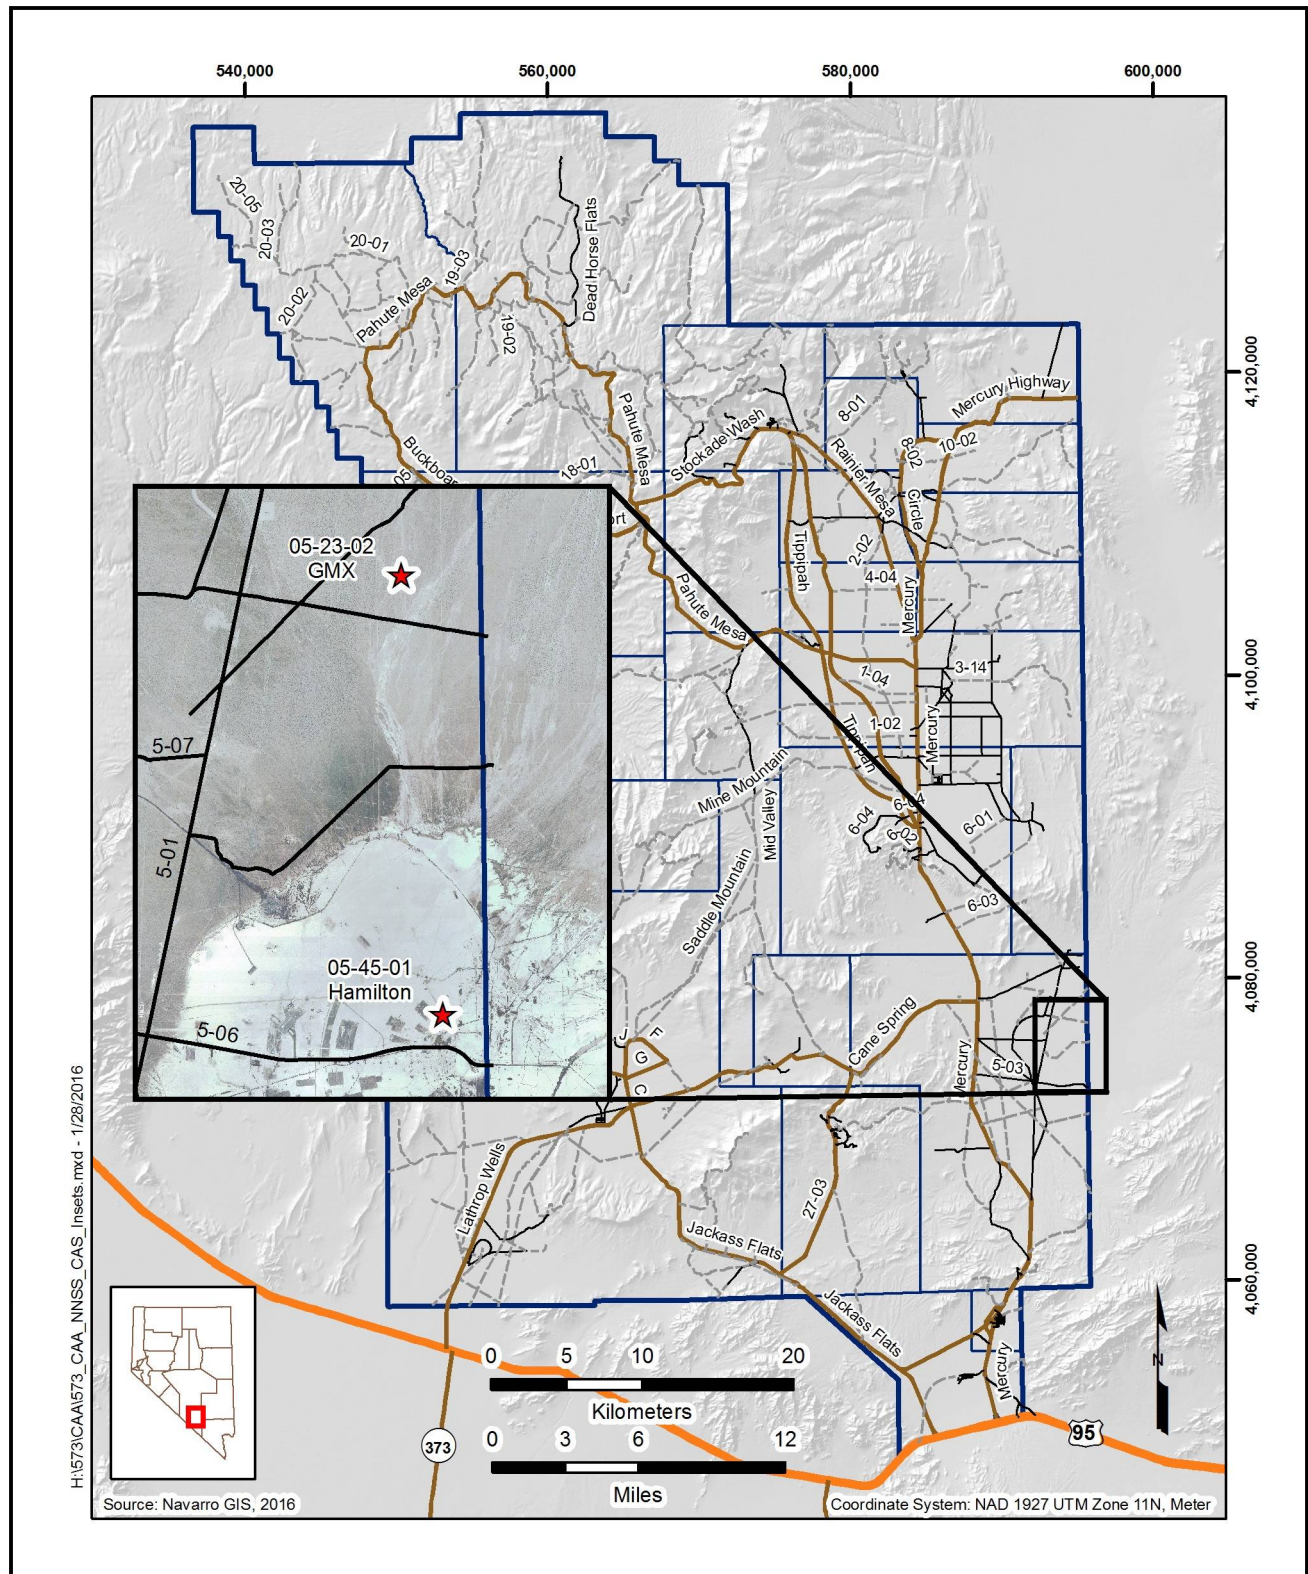 540,000
560,000
580,000
600,000
20-05
20-03
20-01
20-02
Pahute Mesa
19-03
19-02
Dead Horse Flats
4,120,000
Mercury Highway
8-01
8-02
10-02
Pahute Mesa
Stockade Wash
Rainier Mesa
Buckboar
05
18-01
ort
Circle
Tippipah
2-02
4-04
Mercury
Pahute Mesa
05-23-02
GMX
4,100,000
3-14
1-04
1-02
Mercury
Tippipah
5-07
5-01
Mine Mountain
Mid Valley
6-04
6-04
6-02
6-01
6-03
Saddle Mountain
4,080,000
05-45-01
Hamilton
5-06
J
F
G
C
Cane Spring
Mercury
5-03
Lathrop Wells
27-03
Jackass Flats
4,060,000
Jackass Flats
Mercury
N
0 5 10 20
Kilometers
0 3 6 12
Miles
373
95
H:\573\CAA\573_CAA_NNSS_CAS_Insets.mxd - 1/28/2016
Source: Navarro GIS, 2016
Coordinate System: NAD 1927 UTM Zone 11N, Meter